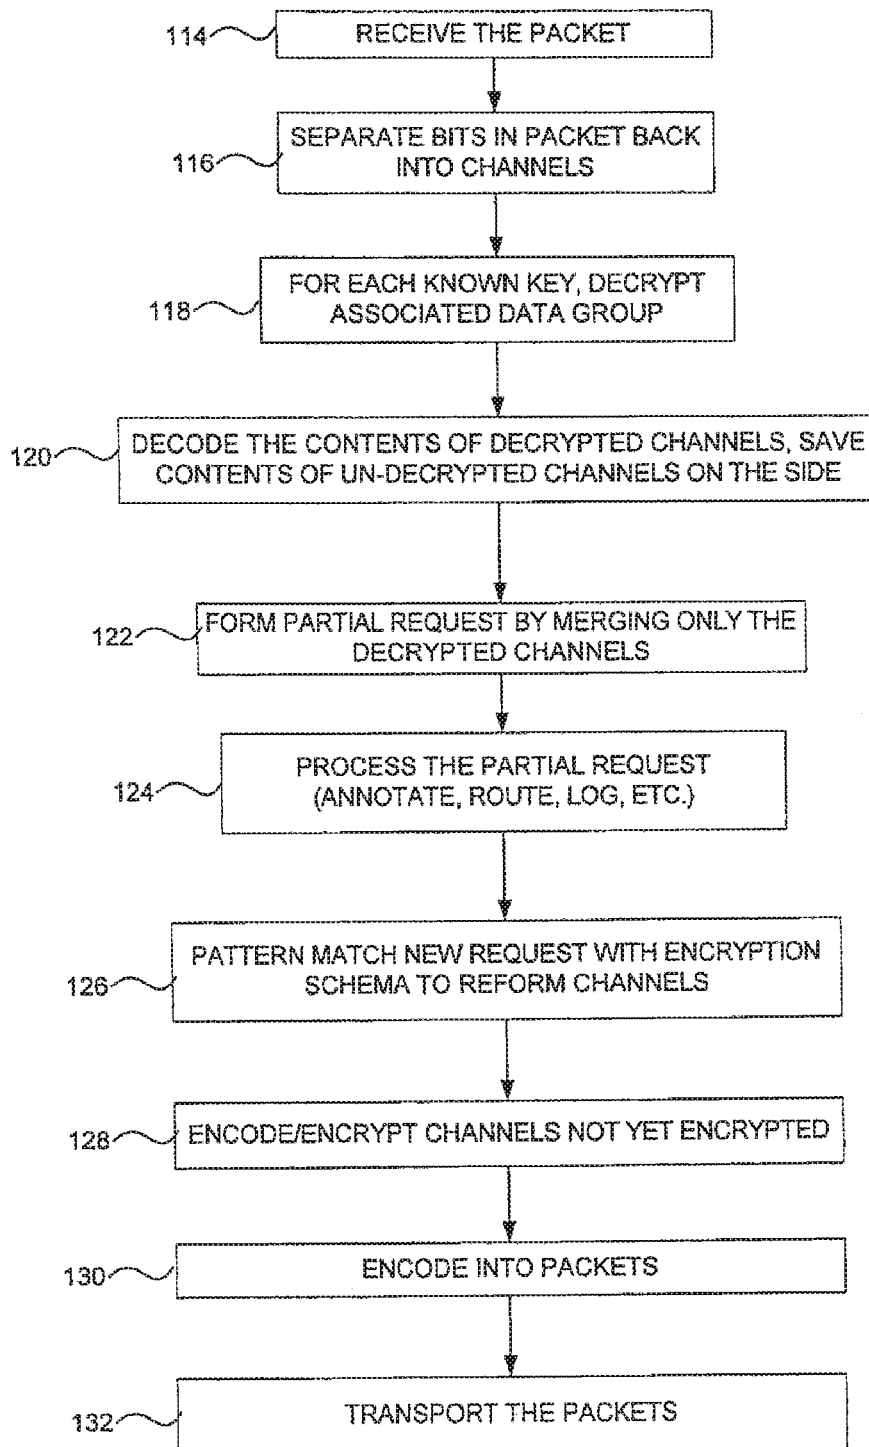 114
RECEIVE THE PACKET
116
SEPARATE BITS IN PACKET BACK
INTO CHANNELS
118
FOR EACH KNOWN KEY, DECRYPT
ASSOCIATED DATA GROUP
120
DECODE THE CONTENTS OF DECRYPTED CHANNELS, SAVE
CONTENTS OF UN-DECRYPTED CHANNELS ON THE SIDE
122
FORM PARTIAL REQUEST BY MERGING ONLY THE
DECRYPTED CHANNELS
124
PROCESS THE PARTIAL REQUEST
(ANNOTATE, ROUTE, LOG, ETC.)
126
PATTERN MATCH NEW REQUEST WITH ENCRYPTION
SCHEMA TO REFORM CHANNELS
128
ENCODE/ENCRYPT CHANNELS NOT YET ENCRYPTED
130
ENCODE INTO PACKETS
132
TRANSPORT THE PACKETS